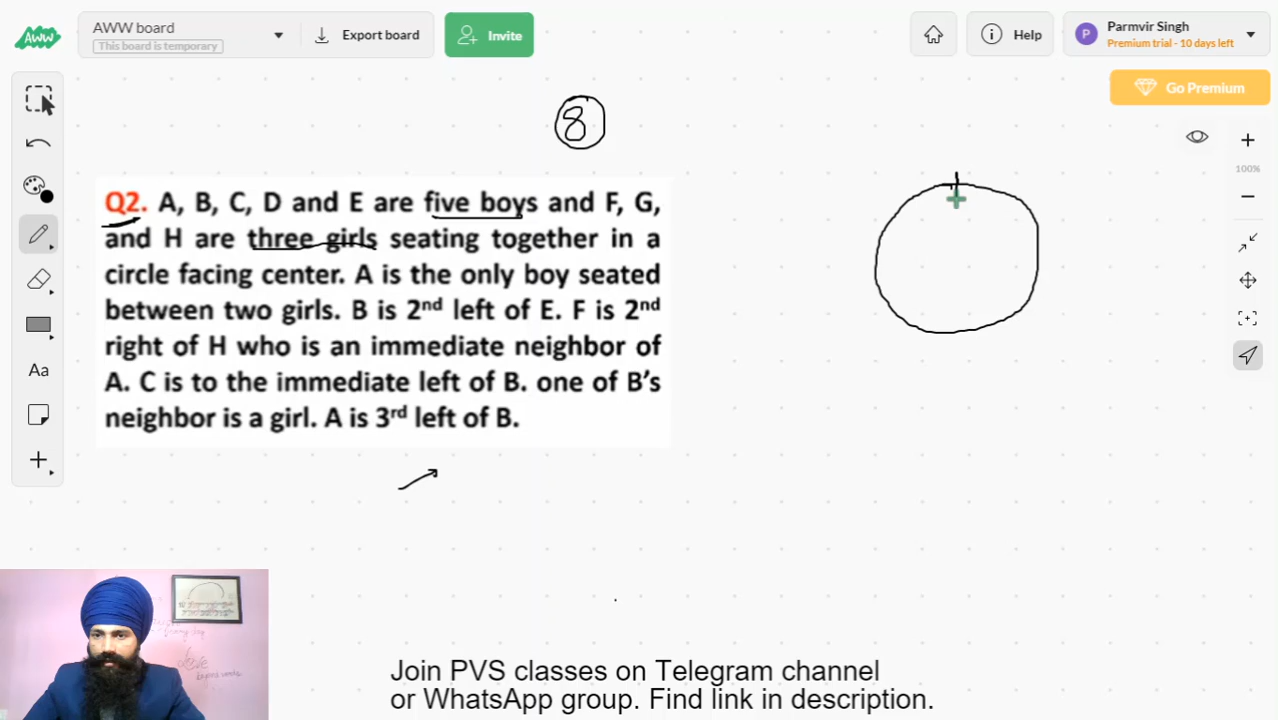 AWW
AWW board
This board is temporary
Export board
Invite
Help
P
Parmvir Singh
Premium trial - 10 days left
Go Premium
100%
8
Q2. A, B, C, D and E are five boys and F, G,
and H are three girls seating together in a
circle facing center. A is the only boy seated
between two girls. B is 2nd left of E. F is 2nd
right of H who is an immediate neighbor of
A. C is to the immediate left of B. one of B's
neighbor is a girl. A is 3rd left of B.
Aa
Join PVS classes on Telegram channel
or WhatsApp group. Find link in description.